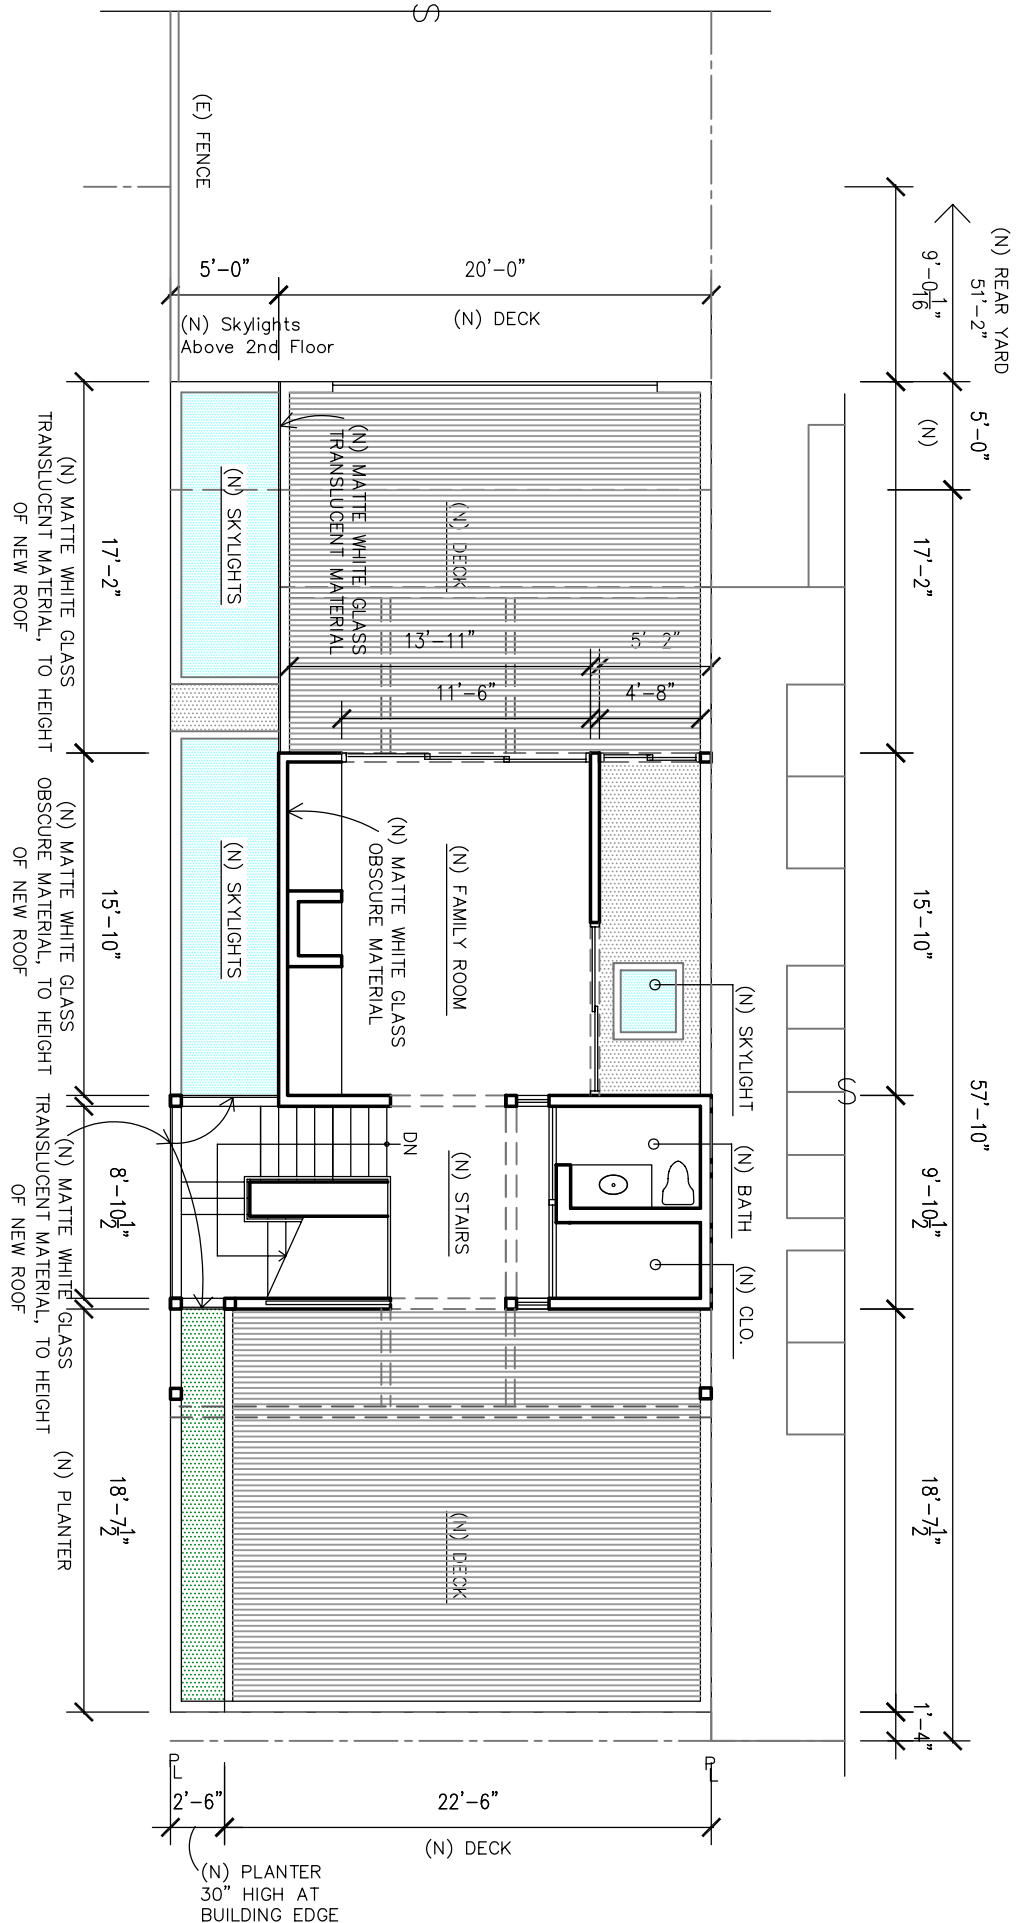 S
(E) FENCE
(N) REAR YARD
51'-2"
9'-0 1/16"
5'-0"
20'-0"
(N) Skylights
Above 2nd Floor
(N) DECK
(N)
5'-0"
(N) MATTE WHITE GLASS
TRANSLUCENT MATERIAL, TO HEIGHT
OF NEW ROOF
17'-2"
(N) SKYLIGHTS
(N) MATTE WHITE GLASS
TRANSLUCENT MATERIAL
(N) DECK
17'-2"
13'-11"
5'-2"
11'-6"
4'-8"
(N) MATTE WHITE GLASS
OBSCURE MATERIAL, TO HEIGHT
OF NEW ROOF
15'-10"
(N) SKYLIGHTS
(N) MATTE WHITE GLASS
OBSCURE MATERIAL
(N) FAMILY ROOM
(N) SKYLIGHT
15'-10"
S
57'-10"
(N) MATTE WHITE GLASS
TRANSLUCENT MATERIAL, TO HEIGHT
OF NEW ROOF
8'-10 1/2"
DN
(N) STAIRS
(N) BATH
(N) CLO.
9'-10 1/2"
(N) PLANTER
18'-7 1/2"
(N) DECK
18'-7 1/2"
1'-4"
PL
PL
2'-6"
22'-6"
(N) DECK
(N) PLANTER
30" HIGH AT
BUILDING EDGE